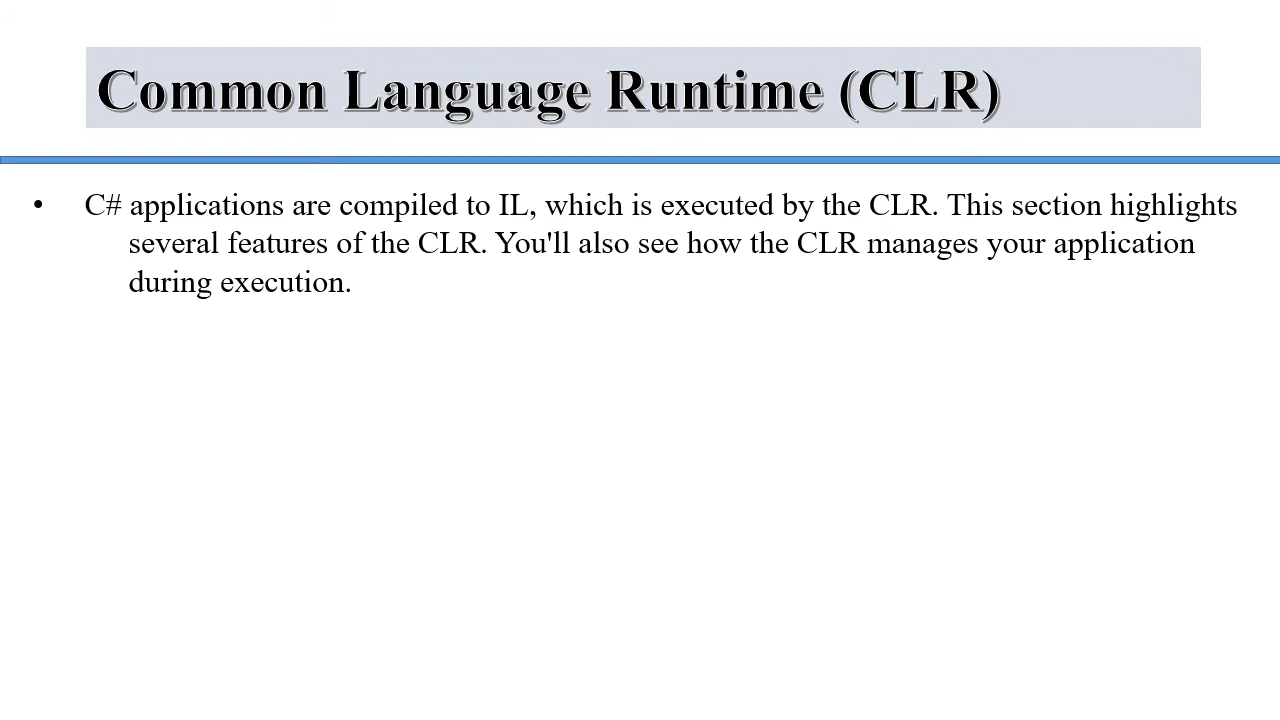 Common Language Runtime (CLR)
• C# applications are compiled to IL, which is executed by the CLR. This section highlights
several features of the CLR. You'll also see how the CLR manages your application
during execution.